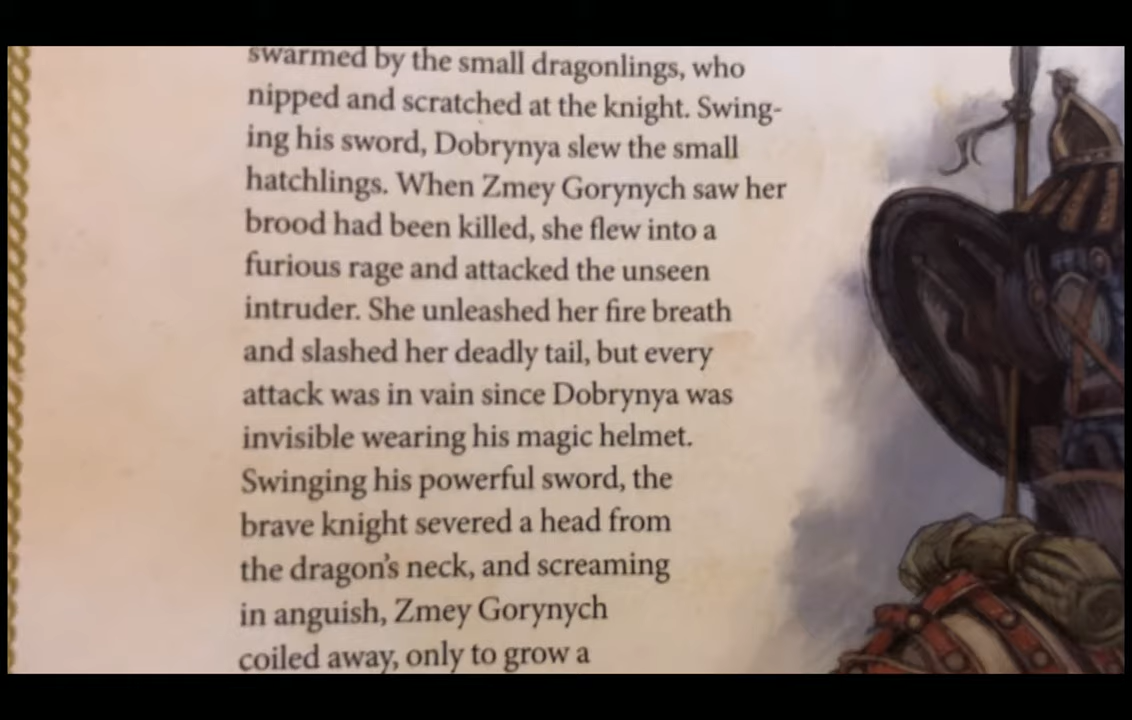 swarmed by the small dragonlings, who
nipped and scratched at the knight. Swing-
ing his sword, Dobrynya slew the small
hatchlings. When Zmey Gorynych saw her
brood had been killed, she flew into a
furious rage and attacked the unseen
intruder. She unleashed her fire breath
and slashed her deadly tail, but every
attack was in vain since Dobrynya was
invisible wearing his magic helmet.
Swinging his powerful sword, the
brave knight severed a head from
the dragon's neck, and screaming
in anguish, Zmey Gorynych
coiled away, only to grow a